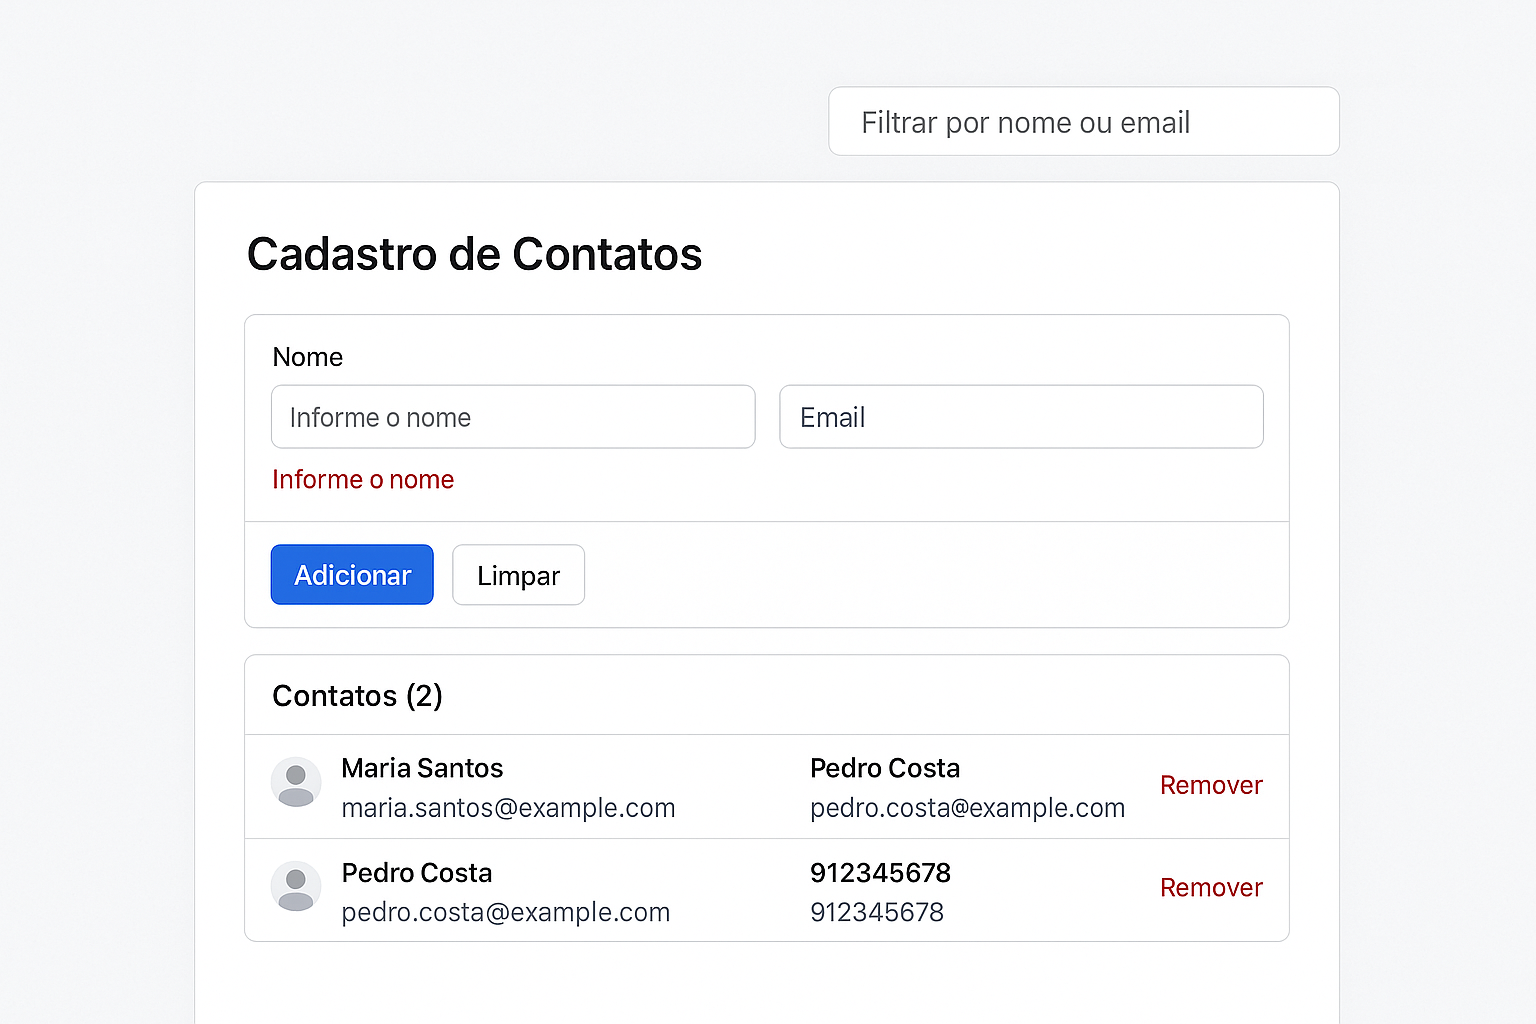 Filtrar por nome ou email
Cadastro de Contatos
Nome
Informe o nome
Email
Informe o nome
Adicionar
Limpar
Contatos (2)
Maria Santos
maria.santos@example.com
Pedro Costa
pedro.costa@example.com
Remover
Pedro Costa
pedro.costa@example.com
912345678
912345678
Remover